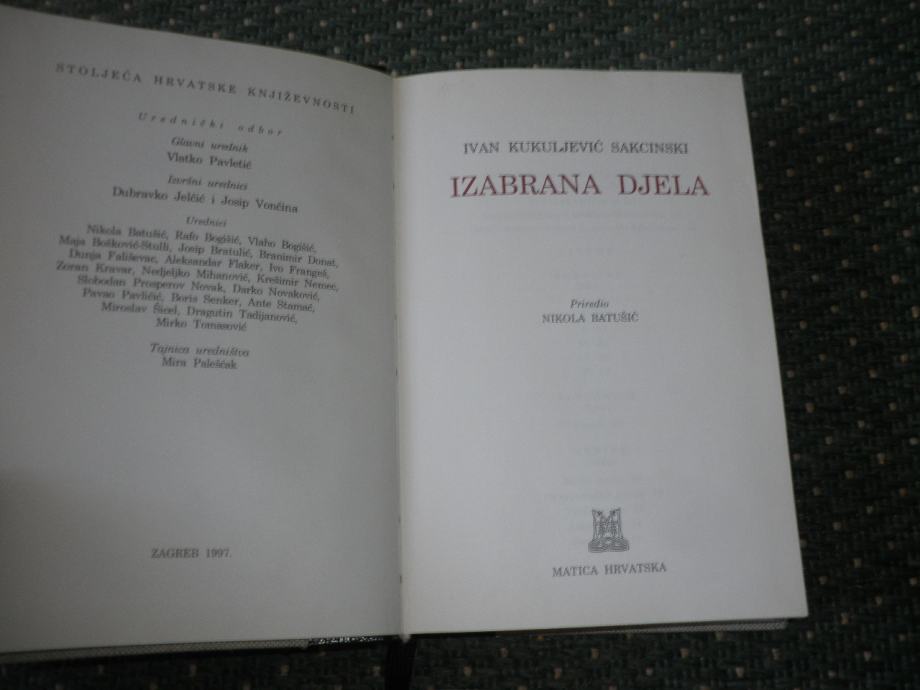 STOLJEĆA HRVATSKE KNJIŽEVNOSTI
Urednički odbor
Glavni urednik
Vlatko Pavletić
Izvršni urednici
Dubravko Jelčić i Josip Vončina
Urednici
Nikola Batušić, Rafo Bogišić, Vlaho Bogišić,
Maja Bošković-Stulli, Josip Bratulić, Branimir Donat,
Dunja Fališevac, Aleksandar Flaker, Ivo Frangeš,
Zoran Kravar, Nedjeljko Mihanović, Krešimir Nemec,
Slobodan Prosperov Novak, Darko Novaković,
Pavao Pavličić, Boris Senker, Ante Stamać,
Miroslav Šicel, Dragutin Tadijanović,
Mirko Tomasović
Tajnica uredništva
Mira Palešćak
ZAGREB 1997.
IVAN KUKULJEVIĆ SAKCINSKI
IZABRANA DJELA
Priredio
NIKOLA BATUŠIĆ
MATICA HRVATSKA